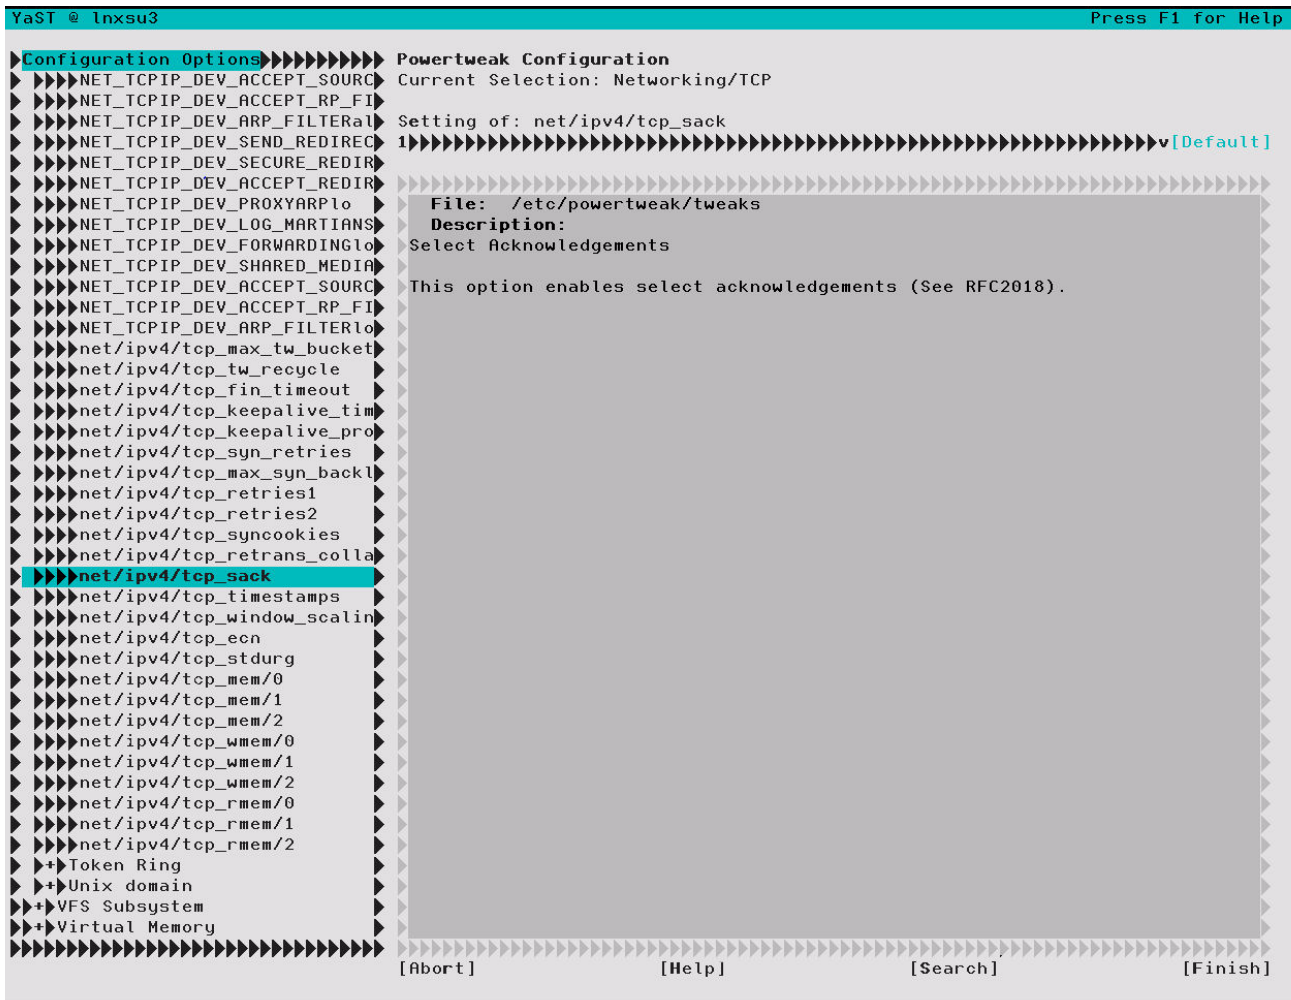 YaST @ lnxsu3
Press F1 for Help
Configuration Options
NET_TCPIP_DEV_ACCEPT_SOURC
NET_TCPIP_DEV_ACCEPT_RP_FI
NET_TCPIP_DEV_ARP_FILTERal
NET_TCPIP_DEV_SEND_REDIREC
NET_TCPIP_DEV_SECURE_REDIR
NET_TCPIP_DEV_ACCEPT_REDIR
NET_TCPIP_DEV_PROXYARPlo
NET_TCPIP_DEV_LOG_MARTIANS
NET_TCPIP_DEV_FORWARDINGlo
NET_TCPIP_DEV_SHARED_MEDIA
NET_TCPIP_DEV_ACCEPT_SOURC
NET_TCPIP_DEV_ACCEPT_RP_FI
NET_TCPIP_DEV_ARP_FILTERlo
net/ipv4/tcp_max_tw_bucket
net/ipv4/tcp_tw_recycle
net/ipv4/tcp_fin_timeout
net/ipv4/tcp_keepalive_tim
net/ipv4/tcp_keepalive_pro
net/ipv4/tcp_syn_retries
net/ipv4/tcp_max_syn_backl
net/ipv4/tcp_retries1
net/ipv4/tcp_retries2
net/ipv4/tcp_syncookies
net/ipv4/tcp_retrans_colla
net/ipv4/tcp_sack
net/ipv4/tcp_timestamps
net/ipv4/tcp_window_scalin
net/ipv4/tcp_ecn
net/ipv4/tcp_stdurg
net/ipv4/tcp_mem/0
net/ipv4/tcp_mem/1
net/ipv4/tcp_mem/2
net/ipv4/tcp_wmem/0
net/ipv4/tcp_wmem/1
net/ipv4/tcp_wmem/2
net/ipv4/tcp_rmem/0
net/ipv4/tcp_rmem/1
net/ipv4/tcp_rmem/2
+Token Ring
+Unix domain
+VFS Subsystem
+Virtual Memory
Powertweak Configuration
Current Selection: Networking/TCP
Setting of: net/ipv4/tcp_sack
1 v[Default]
File: /etc/powertweak/tweaks
Description:
Select Acknowledgements
This option enables select acknowledgements (See RFC2018).
[Abort] [Help] [Search] [Finish]